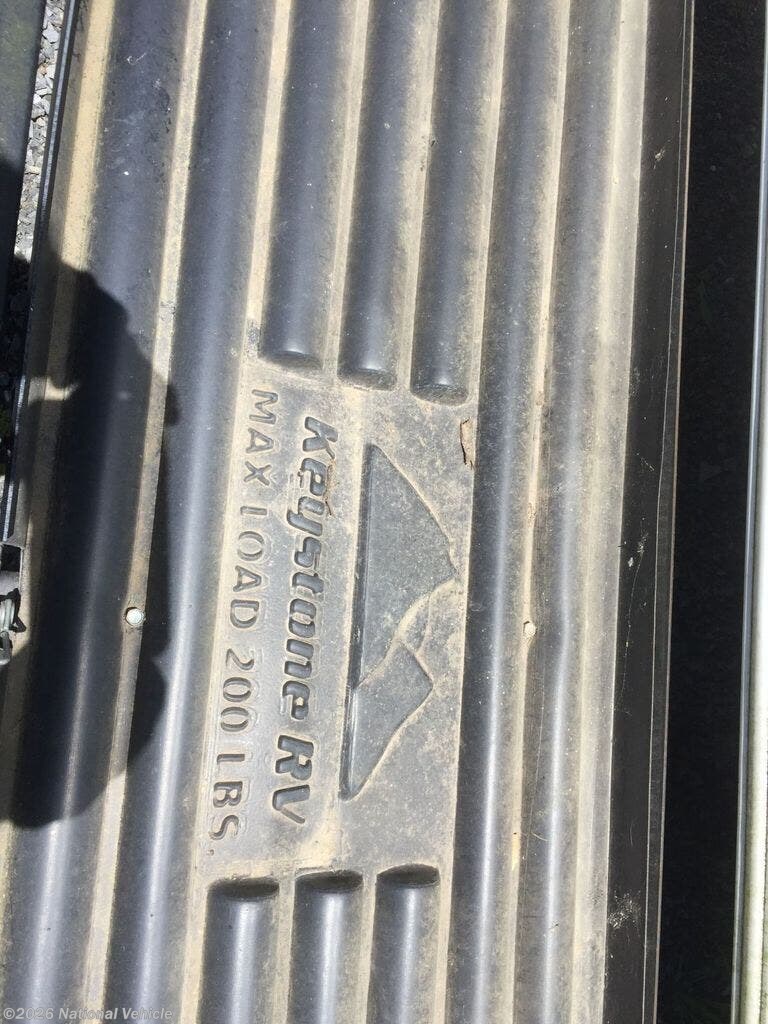 Keystone RV
MAX LOAD 200 LBS.
©2026 National Vehicle